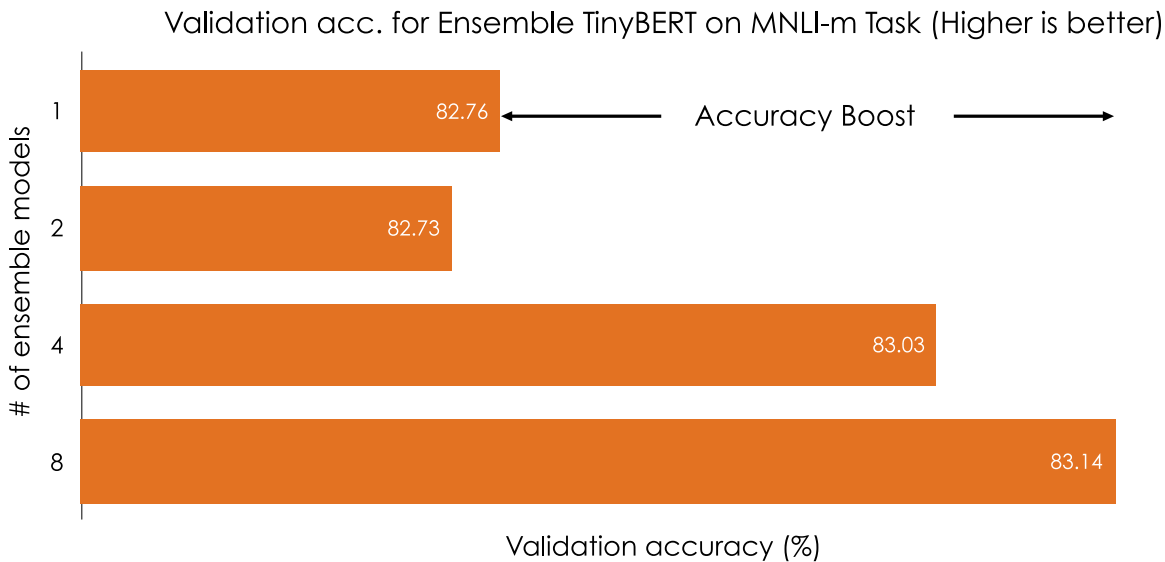 Validation acc. for Ensemble TinyBERT on MNLI-m Task (Higher is better)
# of ensemble models
1
82.76
Accuracy Boost
2
82.73
4
83.03
8
83.14
Validation accuracy (%)